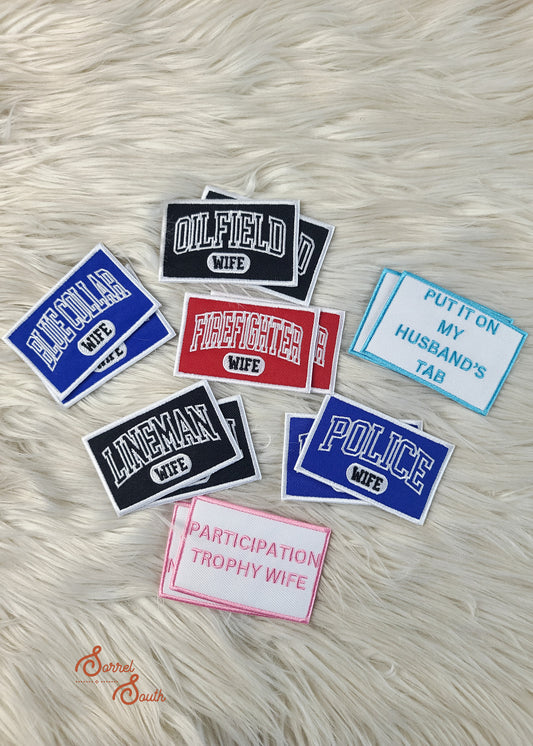 OILFIELD
WIFE
D
BLUE COLLAR
WIFE
FIREFIGHTER
WIFE
R
PUT IT ON
MY
HUSBAND'S
TAB
LINEMAN
WIFE
POLICE
WIFE
PARTICIPATION
TROPHY WIFE
Sorrel
South